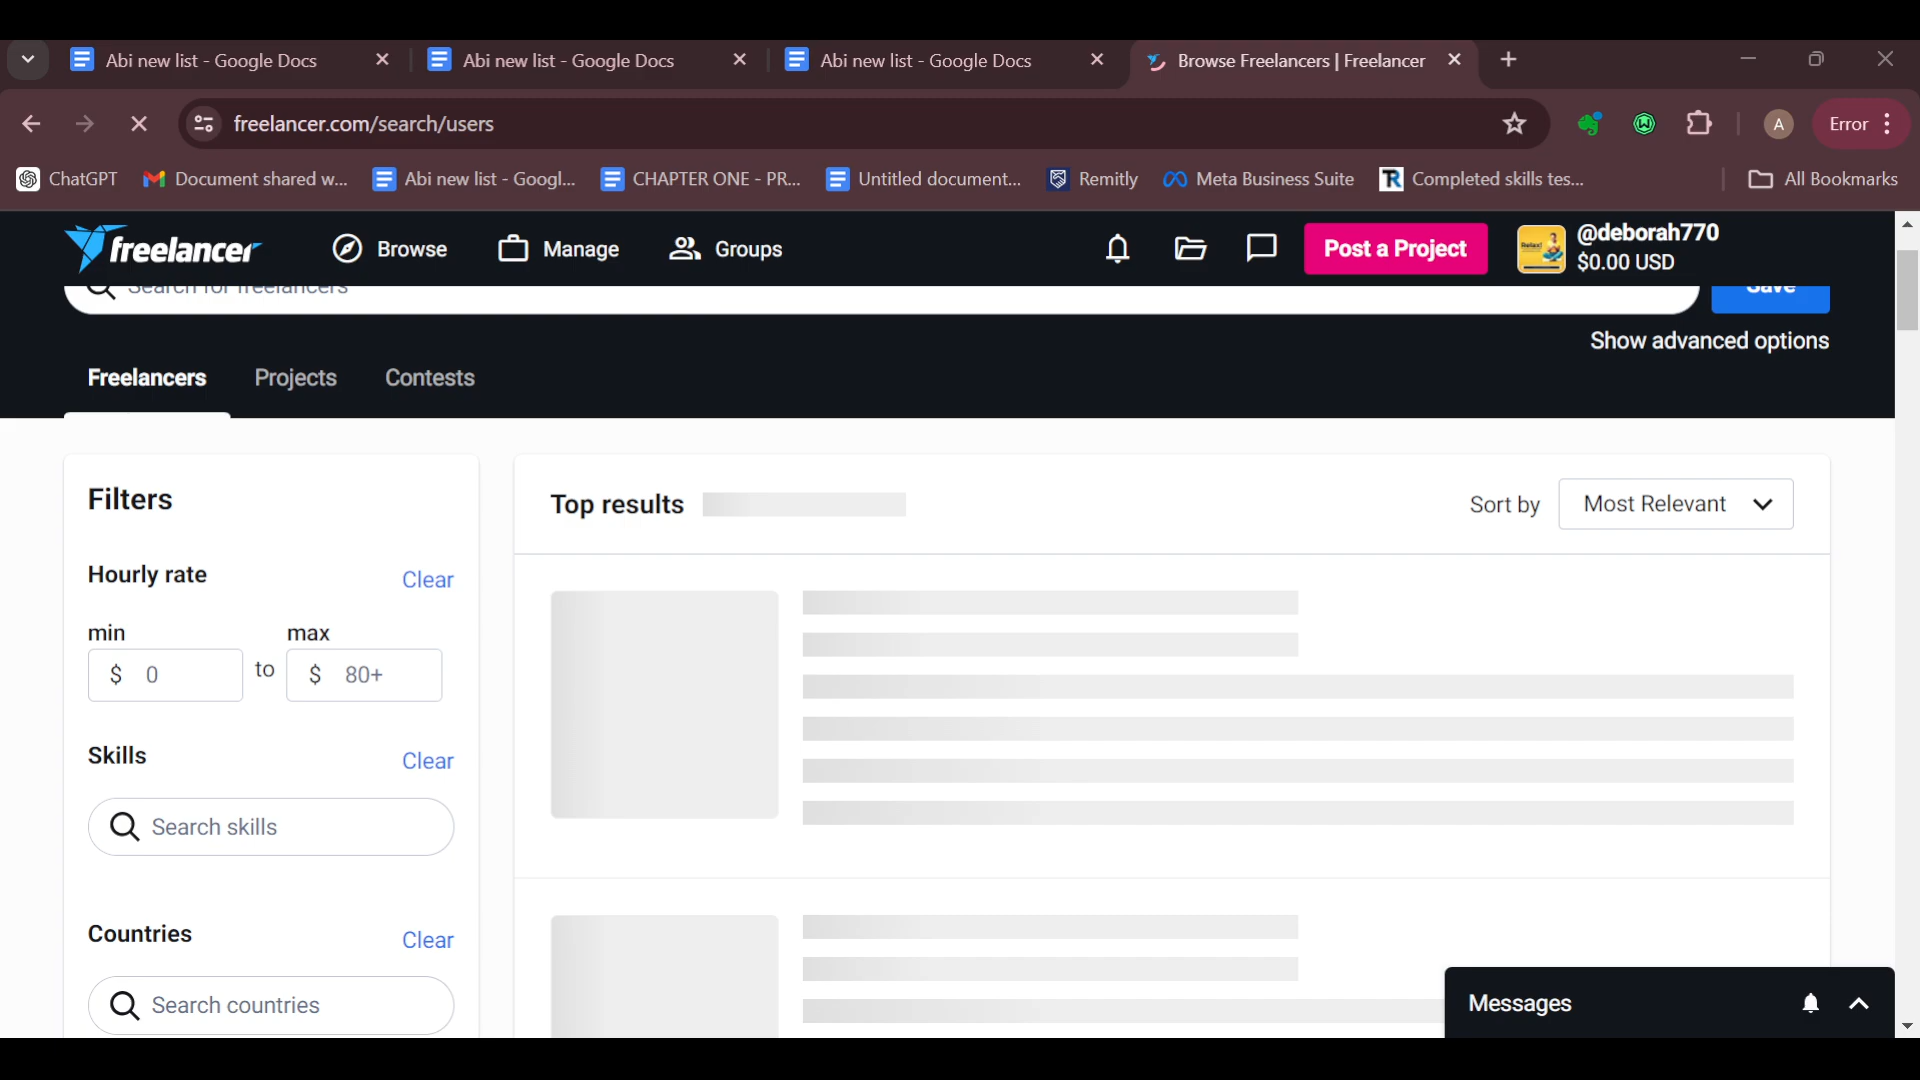 Abi new list - Google Docs
Abi new list - Google Docs
Abi new list - Google Docs
Browse Freelancers | Freelancer
freelancer.com/search/users
A
Error
ChatGPT
Document shared w...
Abi new list - Googl...
CHAPTER ONE - PR...
Untitled document...
Remitly
Meta Business Suite
Completed skills tes...
All Bookmarks
freelancer
Browse
Manage
Groups
Post a Project
@deborah770
$0.00 USD
Search for freelancers
Save
Show advanced options
Freelancers
Projects
Contests
Filters
Hourly rate
Clear
min
max
$ 0
to
$ 80+
Skills
Clear
Search skills
Countries
Clear
Search countries
Top results
Sort by
Most Relevant
Messages